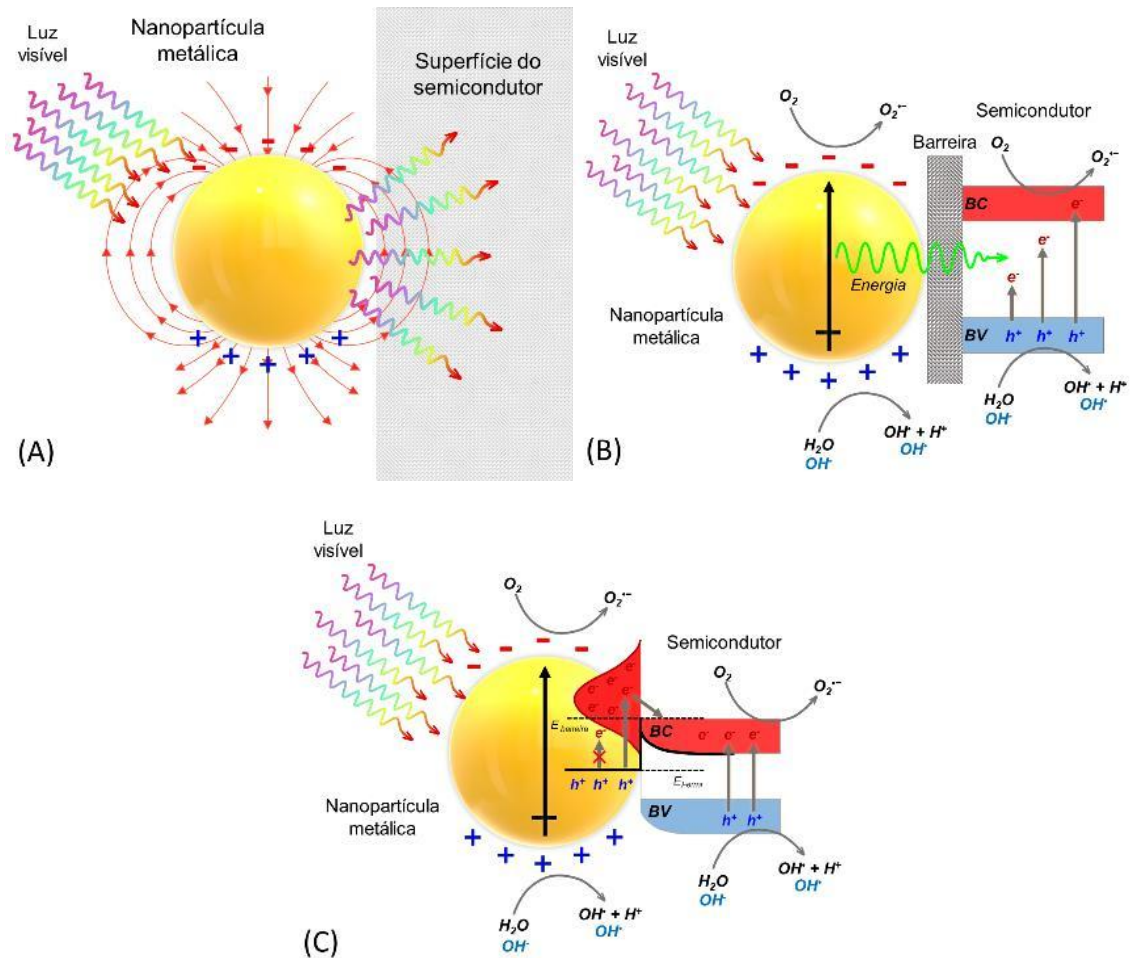 Luz
visível
Nanopartícula
metálica
Superfície do
semicondutor
(A)
Luz
visível
O₂
O₂•−
Semicondutor
Barreira
O₂
O₂•−
BC
e⁻
e⁻
e⁻
Energia
Nanopartícula
metálica
BV
h⁺ h⁺ h⁺
H₂O
OH⁻
OH• + H⁺
OH•
H₂O
OH⁻
OH• + H⁺
OH•
(B)
Luz
visível
O₂
O₂•−
Semicondutor
O₂
O₂•−
e⁻
e⁻ e⁻
e⁻ e⁻
e⁻
E barreira
e⁻
BC
e⁻ e⁻ e⁻
h⁺ h⁺ h⁺
BV
h⁺ h⁺
Nanopartícula
metálica
H₂O
OH⁻
OH• + H⁺
OH•
H₂O
OH⁻
OH• + H⁺
OH•
(C)